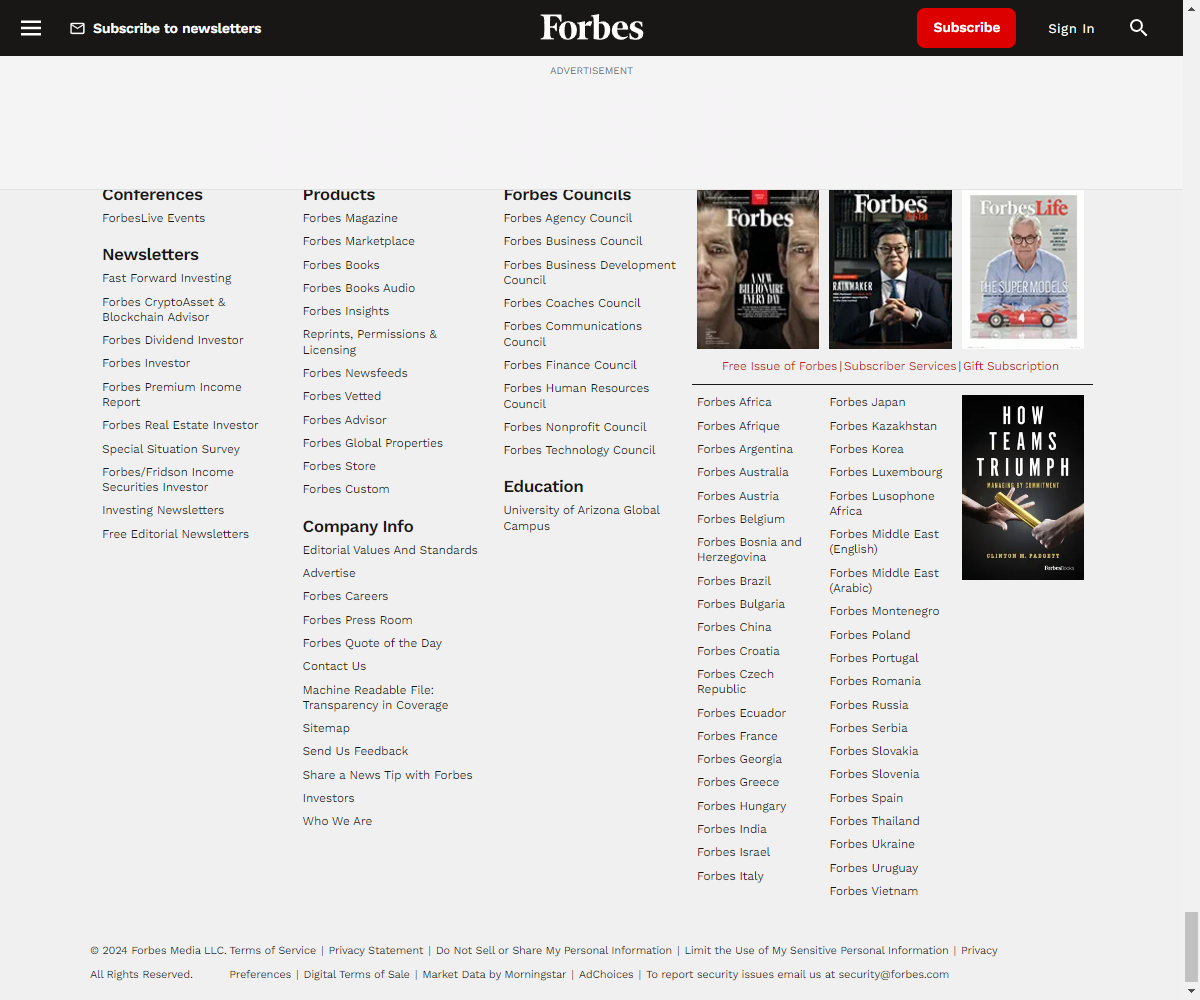 Subscribe to newsletters
Forbes
Subscribe
Sign In
ADVERTISEMENT
Conferences
ForbesLive Events
Newsletters
Fast Forward Investing
Forbes CryptoAsset &
Blockchain Advisor
Forbes Dividend Investor
Forbes Investor
Forbes Premium Income
Report
Forbes Real Estate Investor
Special Situation Survey
Forbes/Fridson Income
Securities Investor
Investing Newsletters
Free Editorial Newsletters
Products
Forbes Magazine
Forbes Marketplace
Forbes Books
Forbes Books Audio
Forbes Insights
Reprints, Permissions &
Licensing
Forbes Newsfeeds
Forbes Vetted
Forbes Advisor
Forbes Global Properties
Forbes Store
Forbes Custom
Company Info
Editorial Values And Standards
Advertise
Forbes Careers
Forbes Press Room
Forbes Quote of the Day
Contact Us
Machine Readable File:
Transparency in Coverage
Sitemap
Send Us Feedback
Share a News Tip with Forbes
Investors
Who We Are
Forbes Councils
Forbes Agency Council
Forbes Business Council
Forbes Business Development
Council
Forbes Coaches Council
Forbes Communications
Council
Forbes Finance Council
Forbes Human Resources
Council
Forbes Nonprofit Council
Forbes Technology Council
Education
University of Arizona Global
Campus
Forbes
A NEW
BILLIONAIRE
EVERY DAY
Forbes
Asia
RAINMAKER
ForbesLife
THE SUPER MODELS
4
Free Issue of Forbes | Subscriber Services | Gift Subscription
Forbes Africa
Forbes Afrique
Forbes Argentina
Forbes Australia
Forbes Austria
Forbes Belgium
Forbes Bosnia and
Herzegovina
Forbes Brazil
Forbes Bulgaria
Forbes China
Forbes Croatia
Forbes Czech
Republic
Forbes Ecuador
Forbes France
Forbes Georgia
Forbes Greece
Forbes Hungary
Forbes India
Forbes Israel
Forbes Italy
Forbes Japan
Forbes Kazakhstan
Forbes Korea
Forbes Luxembourg
Forbes Lusophone
Africa
Forbes Middle East
(English)
Forbes Middle East
(Arabic)
Forbes Montenegro
Forbes Poland
Forbes Portugal
Forbes Romania
Forbes Russia
Forbes Serbia
Forbes Slovakia
Forbes Slovenia
Forbes Spain
Forbes Thailand
Forbes Ukraine
Forbes Uruguay
Forbes Vietnam
HOW
TEAMS
TRIUMPH
MANAGING BY COMMITMENT
CLINTON M. PADGETT
ForbesBooks
© 2024 Forbes Media LLC. Terms of Service | Privacy Statement | Do Not Sell or Share My Personal Information | Limit the Use of My Sensitive Personal Information | Privacy
All Rights Reserved. Preferences | Digital Terms of Sale | Market Data by Morningstar | AdChoices | To report security issues email us at security@forbes.com